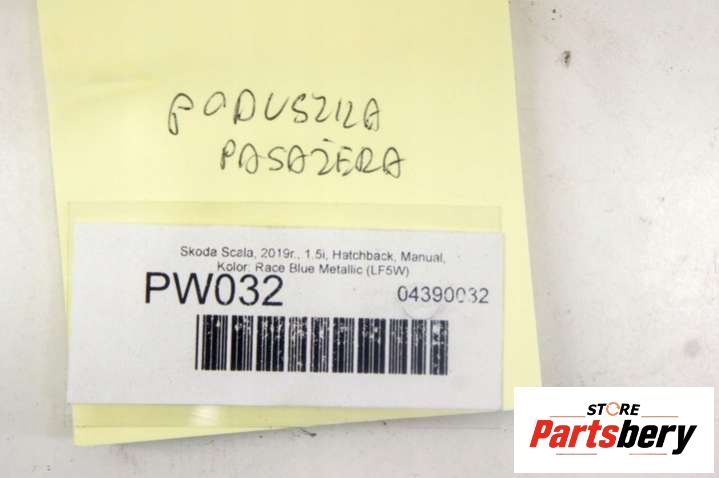 PODUSZKA
PASAŻERA
Skoda Scala, 2019r., 1.5i, Hatchback, Manual,
Kolor: Race Blue Metallic (LF5W)
PW032
04390032
STORE
Partsbery